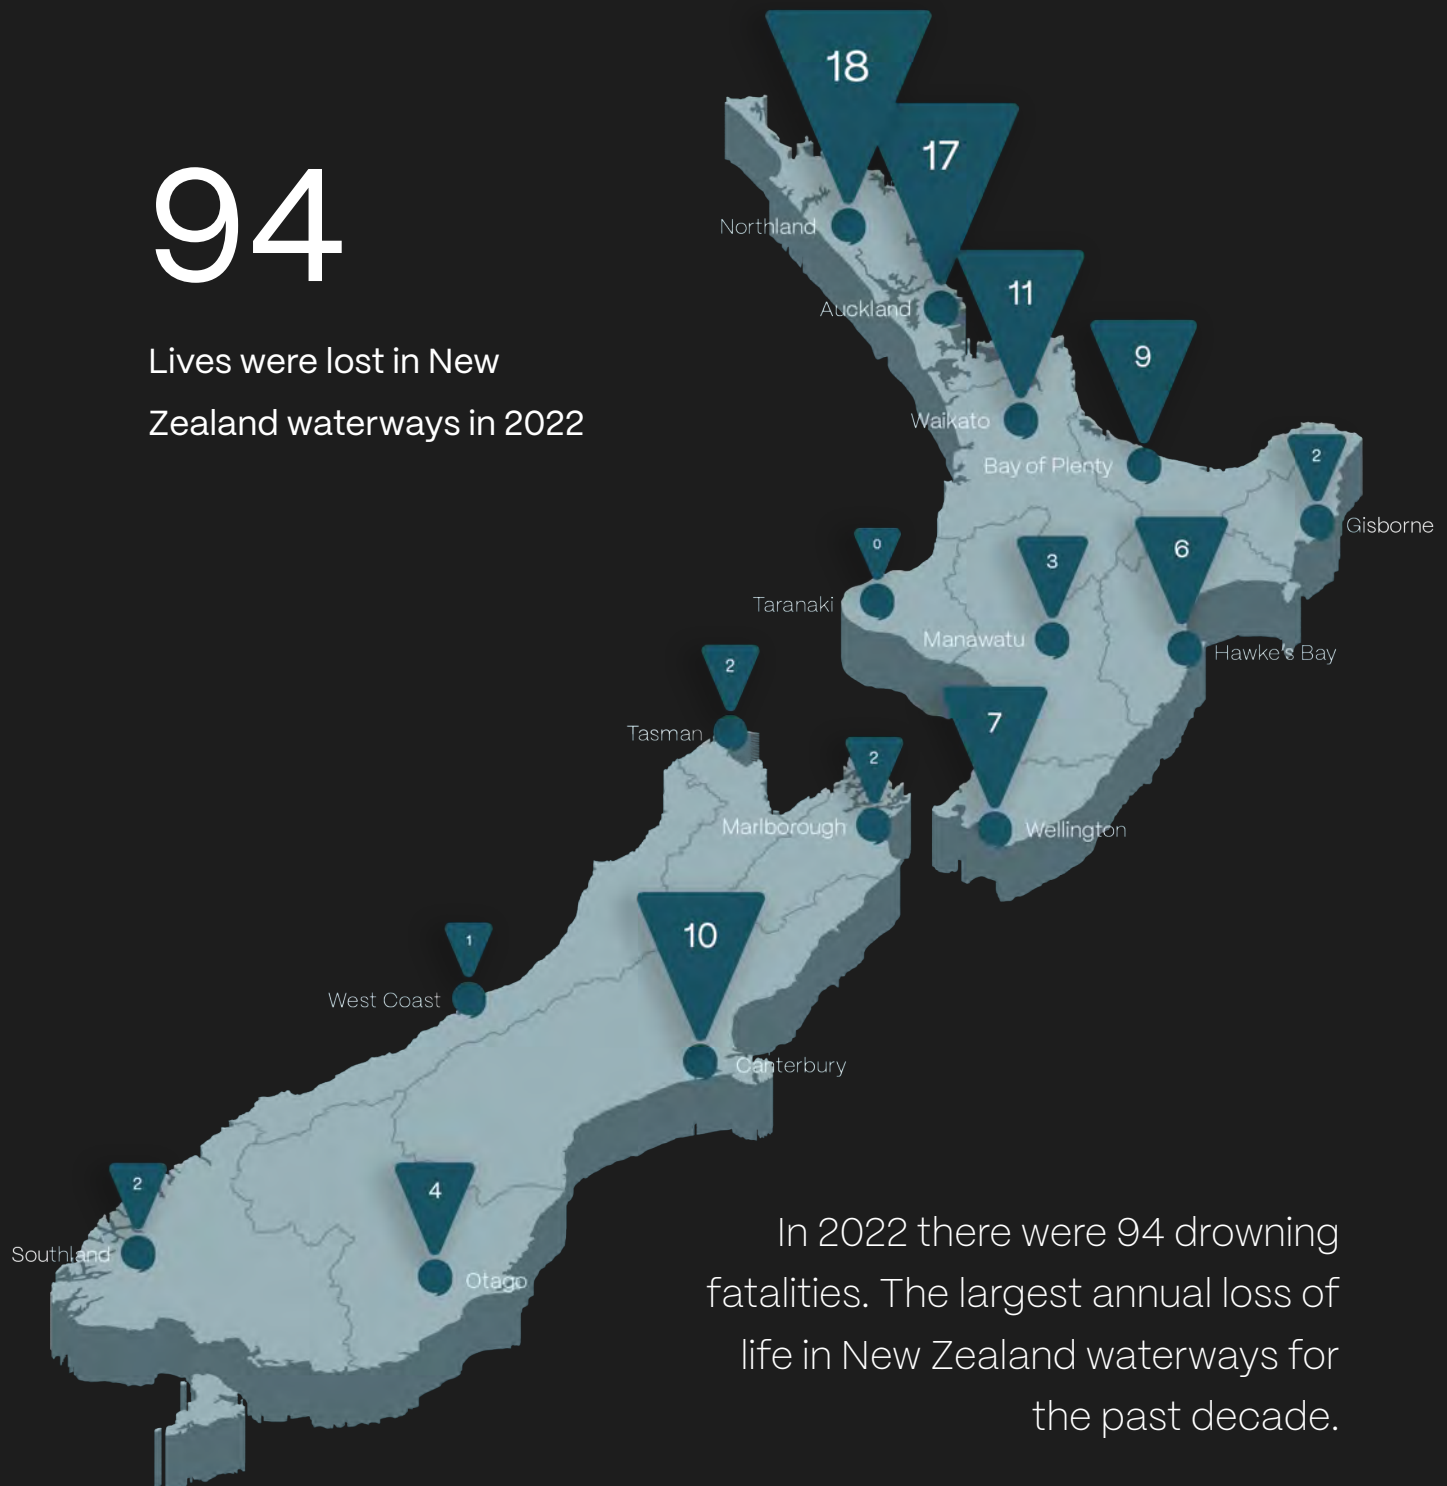 18
17
94
Northland
11
Auckland
9
Lives were lost in New
Zealand waterways in 2022
Waikato
Bay of Plenty
2
Gisborne
0
3
6
Taranaki
Manawatu
Hawke's Bay
2
7
Tasman
2
Marlborough
Wellington
10
1
West Coast
Canterbury
2
4
Southland
Otago
In 2022 there were 94 drowning
fatalities. The largest annual loss of
life in New Zealand waterways for
the past decade.